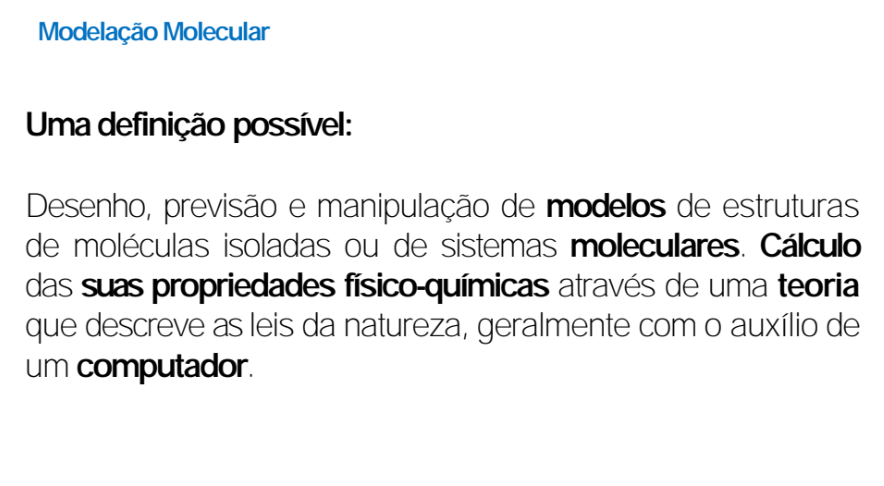 Modelação Molecular
Uma definição possível:
Desenho, previsão e manipulação de modelos de estruturas
de moléculas isoladas ou de sistemas moleculares. Cálculo
das suas propriedades físico-químicas através de uma teoria
que descreve as leis da natureza, geralmente com o auxílio de
um computador.